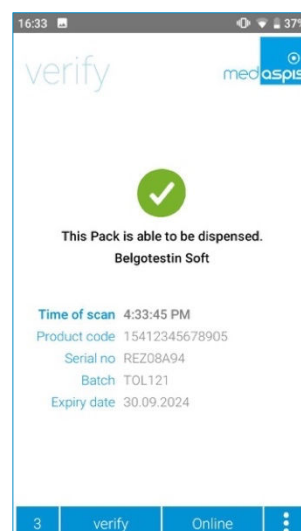 16:33 37%
verify
medaspis
This Pack is able to be dispensed.
Belgotestin Soft
Time of scan 4:33:45 PM
Product code 15412345678905
Serial no REZ08A94
Batch TOL121
Expiry date 30.09.2024
3 verify Online